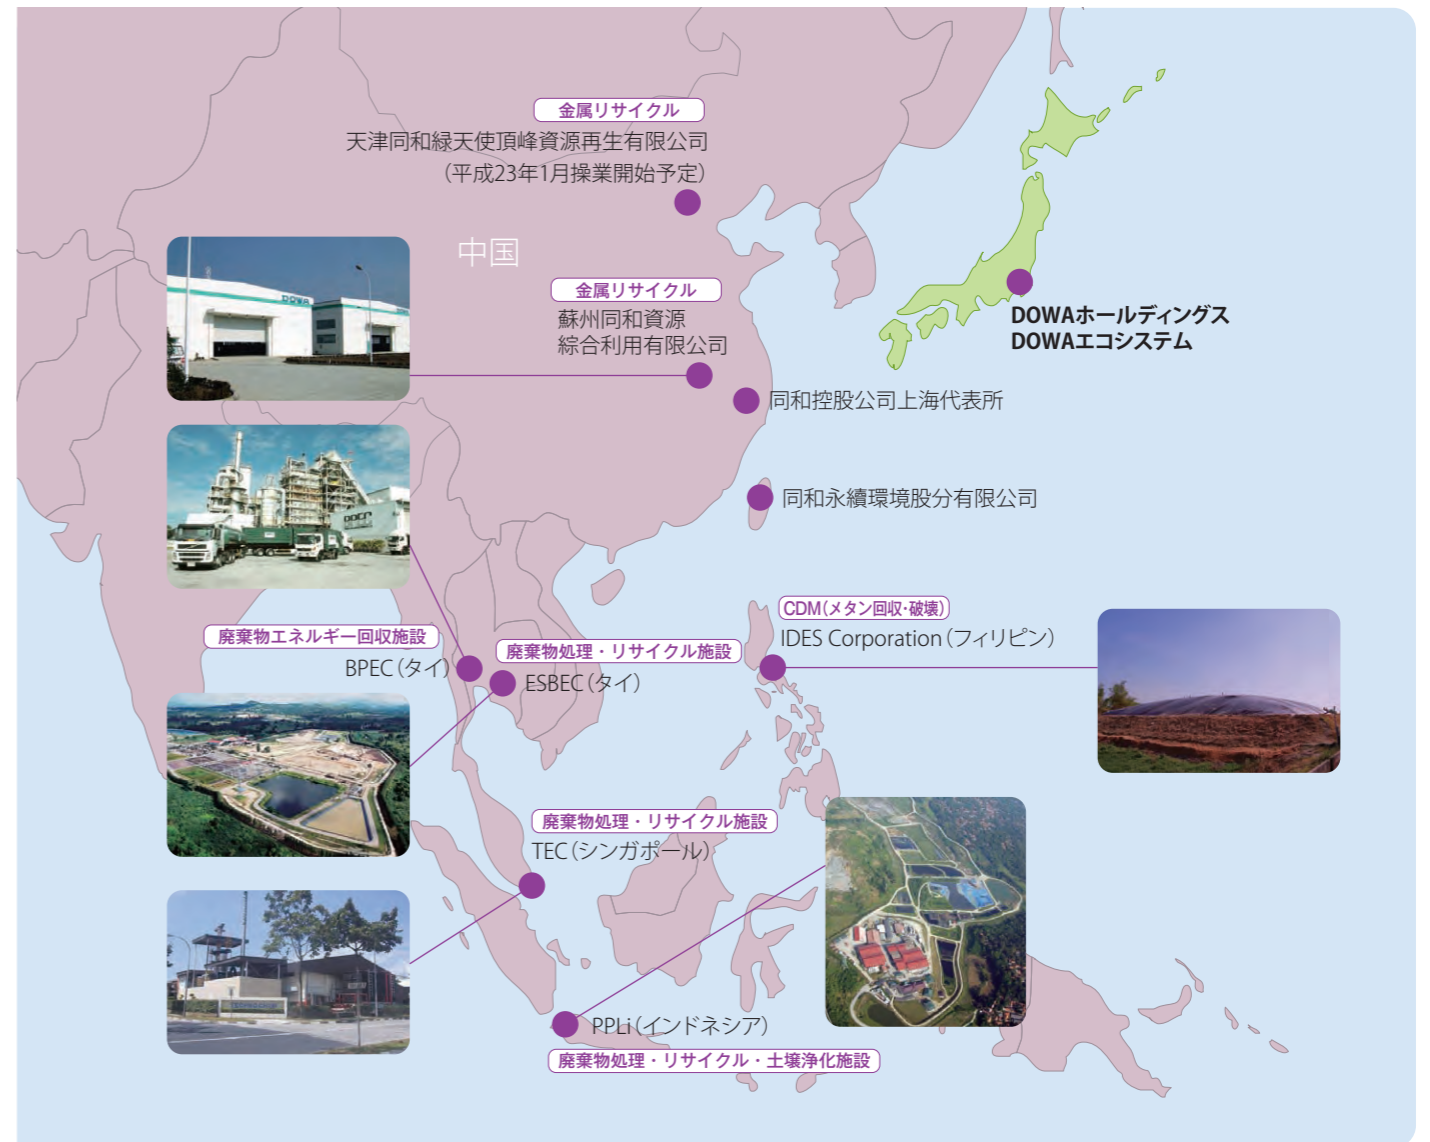 金属リサイクル
天津同和緑天使頂峰資源再生有限公司
（平成23年1月操業開始予定）
中国
DOWA
金属リサイクル
蘇州同和資源
綜合利用有限公司
DOWAホールディングス
DOWAエコシステム
同和控股公司上海代表所
同和永續環境股分有限公司
CDM（メタン回収・破壊）
IDES Corporation（フィリピン）
廃棄物エネルギー回収施設
BPEC（タイ）
廃棄物処理・リサイクル施設
ESBEC（タイ）
廃棄物処理・リサイクル施設
TEC（シンガポール）
PPLi（インドネシア）
廃棄物処理・リサイクル・土壌浄化施設